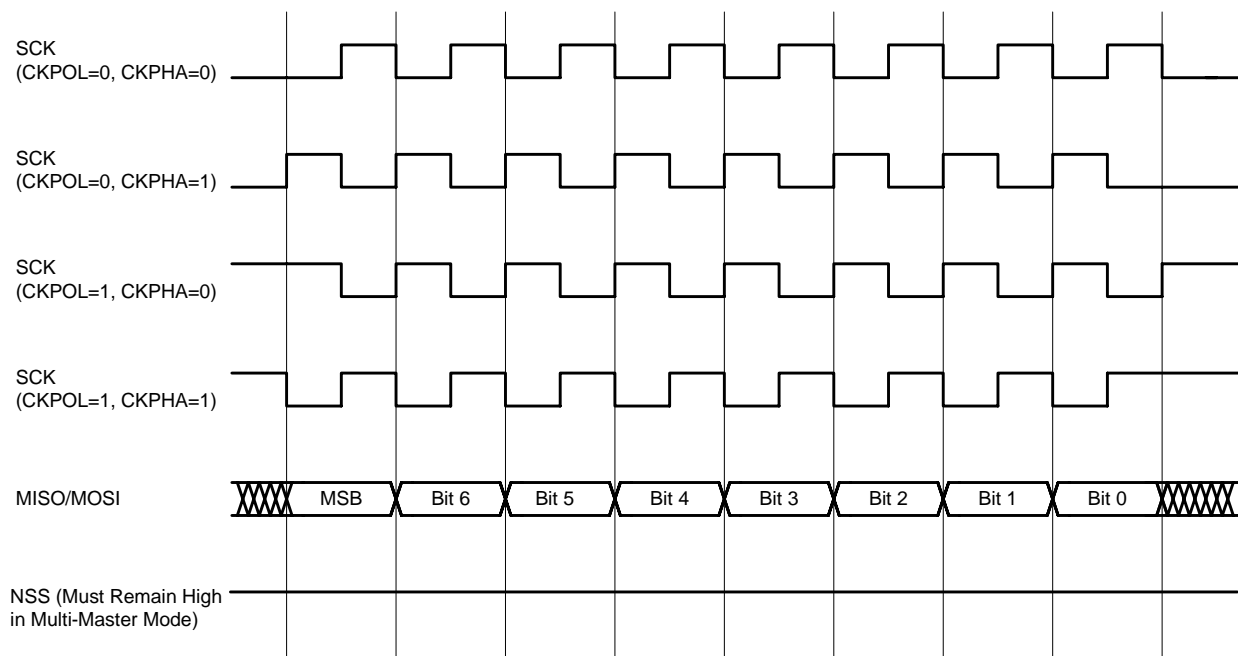 SCK
(CKPOL=0, CKPHA=0)
SCK
(CKPOL=0, CKPHA=1)
SCK
(CKPOL=1, CKPHA=0)
SCK
(CKPOL=1, CKPHA=1)
MISO/MOSI MSB Bit 6 Bit 5 Bit 4 Bit 3 Bit 2 Bit 1 Bit 0
NSS (Must Remain High
in Multi-Master Mode)